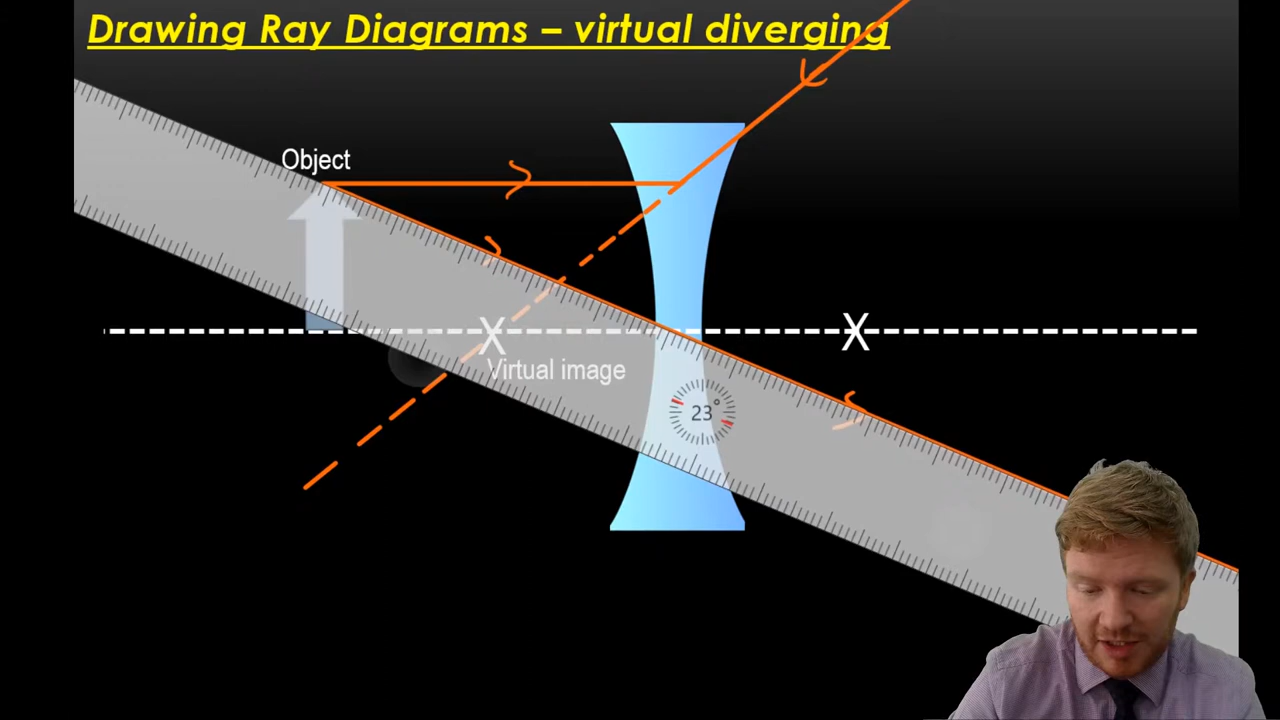 Drawing Ray Diagrams – virtual diverging
Object
X
X
Virtual image
23°